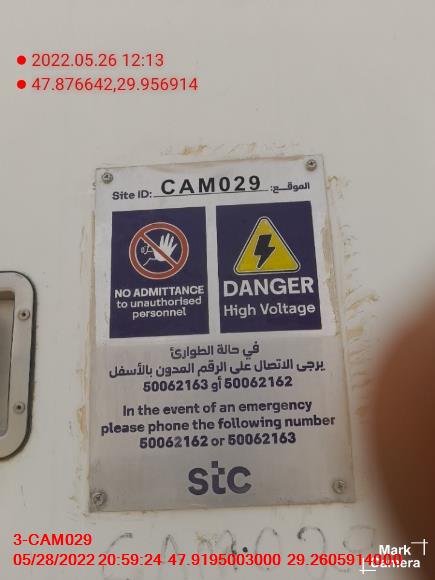 2022.05.26 12:13
47.876642,29.956914
Site ID: CAM029 الموقـــع:
NO ADMITTANCE
to unauthorised
personnel
DANGER
High Voltage
في حالة الطوارئ
يرجى الاتصال على الرقم المدون بالأسفل
50062162 أو 50062163
In the event of an emergency
please phone the following number
50062162 or 50062163
stc
CAM029
3-CAM029
05/28/2022 20:59:24 47.9195003000 29.2605914000
Mark
Camera